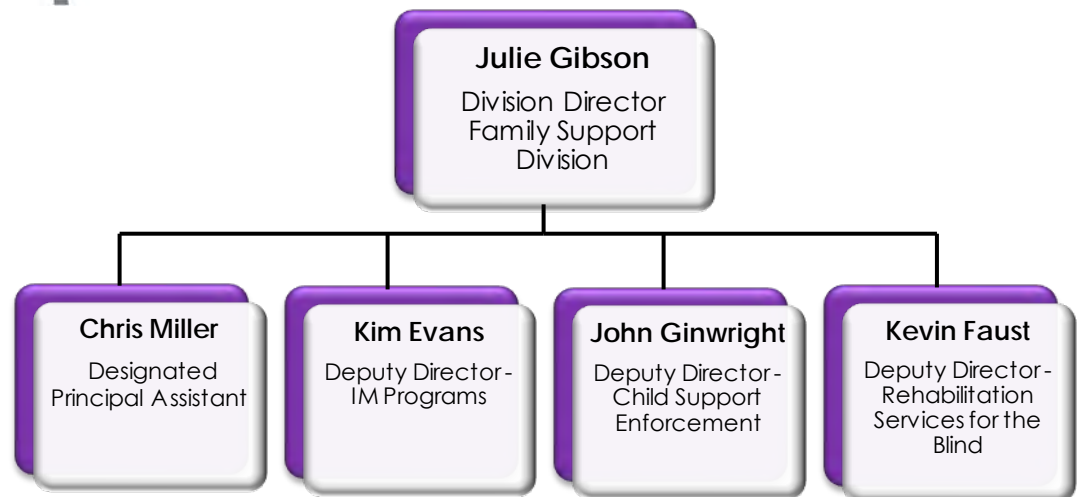 Julie Gibson
Division Director
Family Support
Division
Chris Miller
Designated
Principal Assistant
Kim Evans
Deputy Director-
IM Programs
John Ginwright
Deputy Director-
Child Support
Enforcement
Kevin Faust
Deputy Director-
Rehabilitation
Services for the
Blind